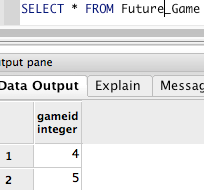 SELECT * FROM Future_Game
tput pane
Data Output Explain Messag
gameid
integer
1 4
2 5